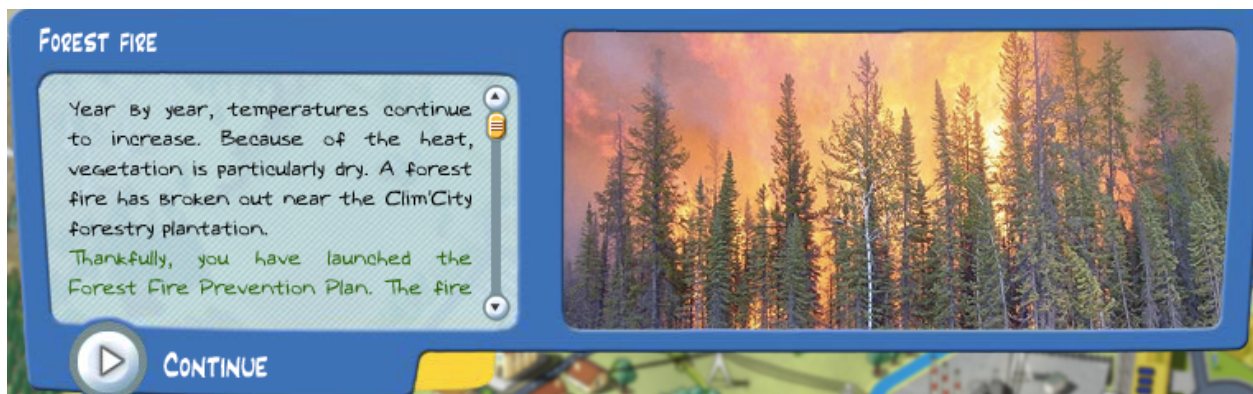 Forest fire
Year by year, temperatures continue
to increase. Because of the heat,
vegetation is particularly dry. A forest
fire has broken out near the Clim'City
forestry plantation.
Thankfully, you have launched the
Forest Fire Prevention Plan. The fire
Continue